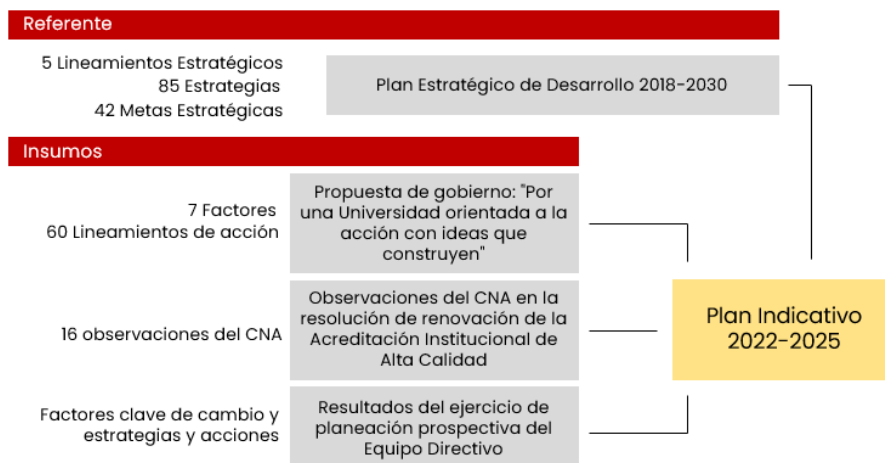 Referente
5 Lineamientos Estratégicos
85 Estrategias
42 Metas Estratégicas
Plan Estratégico de Desarrollo 2018-2030
Insumos
7 Factores
60 Lineamientos de acción
Propuesta de gobierno: "Por
una Universidad orientada a la
acción con ideas que
construyen"
16 observaciones del CNA
Observaciones del CNA en la
resolución de renovación de la
Acreditación Institucional de
Alta Calidad
Factores clave de cambio y
estrategias y acciones
Resultados del ejercicio de
planeación prospectiva del
Equipo Directivo
Plan Indicativo
2022-2025